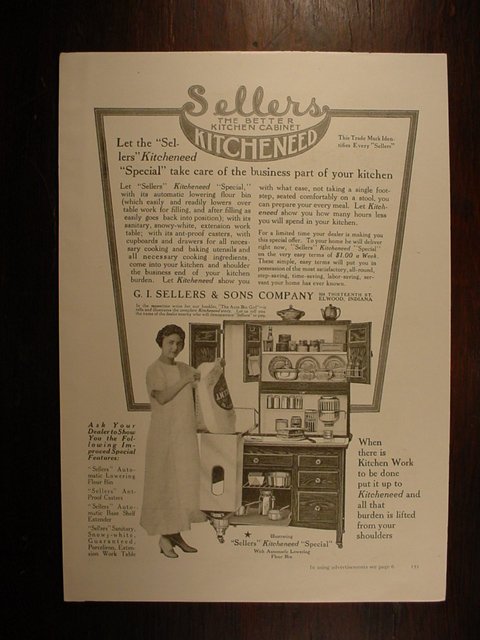 Sellers
THE BETTER
KITCHEN CABINET
KITCHENEED
This Trade Mark Iden-
tifies Every "Sellers"
Let the "Sel-
lers" Kitcheneed
"Special" take care of the business part of your kitchen
Let "Sellers" Kitcheneed "Special,"
with its automatic lowering flour bin
(which easily and readily lowers over
table work for filling, and after filling as
easily goes back into position); with its
sanitary, snowy-white, extension work
table; with its ant-proof casters, with
cupboards and drawers for all neces-
sary cooking and baking utensils and
all necessary cooking ingredients,
come into your kitchen and shoulder
the business end of your kitchen
burden. Let Kitcheneed show you
with what ease, not taking a single foot-
step, seated comfortably on a stool, you
can prepare your every meal. Let Kitch-
eneed show you how many hours less
you will spend in your kitchen.
For a limited time your dealer is making you
this special offer. To your home he will deliver
right now, "Sellers" Kitcheneed "Special"
on the very easy terms of $1.00 a Week.
These simple, easy terms will put you in
possession of the most satisfactory, all-round,
step-saving, time-saving, labor-saving, ser-
vant your home has ever known.
G. I. SELLERS & SONS COMPANY
THIRTEENTH ST.
ELWOOD, INDIANA
Ask Your
Dealer to Show
You the Fol-
lowing Im-
proved Special
Features:
"Sellers" Auto-
matic Lowering
Flour Bin
"Sellers" Ant-
Proof Casters
"Sellers" Auto-
matic Base Shelf
Extender
"Sellers" Sanitary,
Snowy-white,
Guaranteed,
Porceliron, Exten-
sion Work Table
When
there is
Kitchen Work
to be done
put it up to
Kitcheneed and
all that
burden is lifted
from your
shoulders
Illustrating
"Sellers" Kitcheneed "Special"
With Automatic Lowering
Flour Bin
In using advertisements see page 6